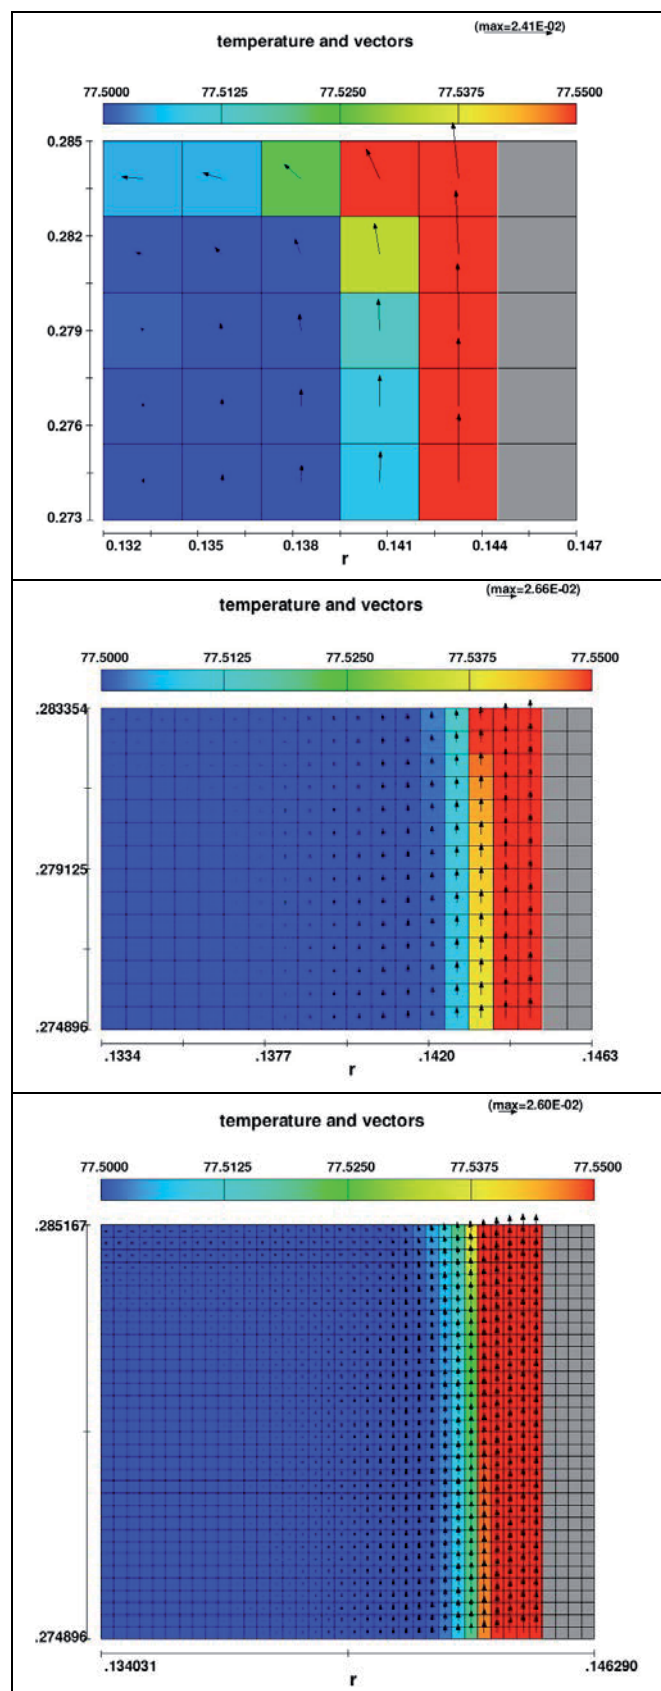 (max=2.41E-02)
temperature and vectors
77.5000 77.5125 77.5250 77.5375 77.5500
0.285
0.282
0.279
0.276
0.273
0.132 0.135 0.138 0.141 0.144 0.147
r
(max=2.66E-02)
temperature and vectors
77.5000 77.5125 77.5250 77.5375 77.5500
.283354
.279125
.274896
.1334 .1377 .1420 .1463
r
(max=2.60E-02)
temperature and vectors
77.5000 77.5125 77.5250 77.5375 77.5500
.285167
.274896
.134031 .146290
r